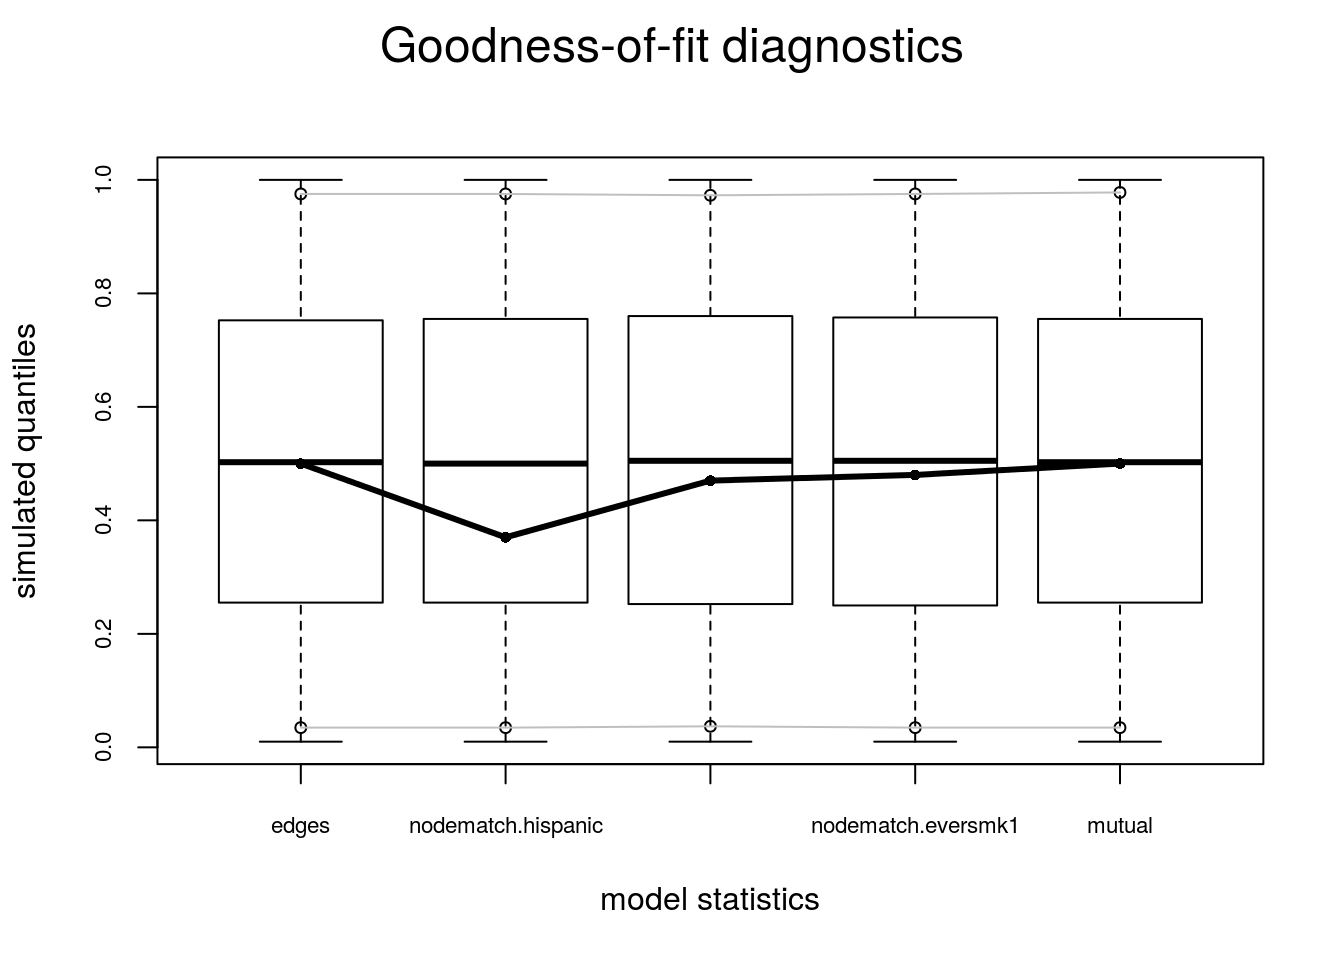 Goodness-of-fit diagnostics
simulated quantiles
1.0
0.8
0.6
0.4
0.2
0.0
edges nodematch.hispanic nodematch.eversmk1 mutual
model statistics